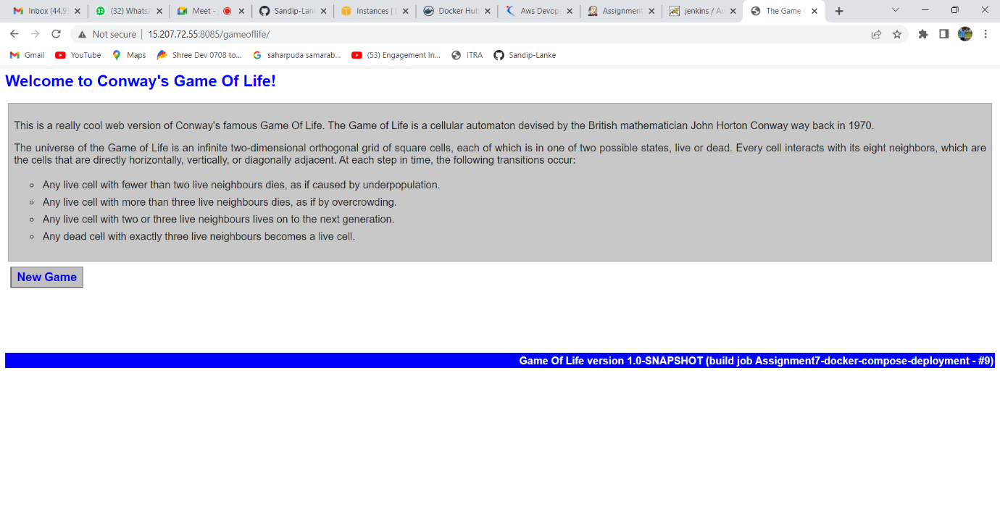 Inbox (44,9
(32) Whats
Meet -
Sandip-Lan
Instances |
Docker Hub
Aws Devops
Assignment
jenkins / As
The Game
Not secure | 15.207.72.55:8085/gameoflife/
Gmail YouTube Maps Shree Dev 0708 to... saharpuda samarab... (53) Engagement In... ITRA Sandip-Lanke
Welcome to Conway's Game Of Life!
This is a really cool web version of Conway's famous Game Of Life. The Game of Life is a cellular automaton devised by the British mathematician John Horton Conway way back in 1970.
The universe of the Game of Life is an infinite two-dimensional orthogonal grid of square cells, each of which is in one of two possible states, live or dead. Every cell interacts with its eight neighbors, which are
the cells that are directly horizontally, vertically, or diagonally adjacent. At each step in time, the following transitions occur:
Any live cell with fewer than two live neighbours dies, as if caused by underpopulation.
Any live cell with more than three live neighbours dies, as if by overcrowding.
Any live cell with two or three live neighbours lives on to the next generation.
Any dead cell with exactly three live neighbours becomes a live cell.
New Game
Game Of Life version 1.0-SNAPSHOT (build job Assignment7-docker-compose-deployment - #9)